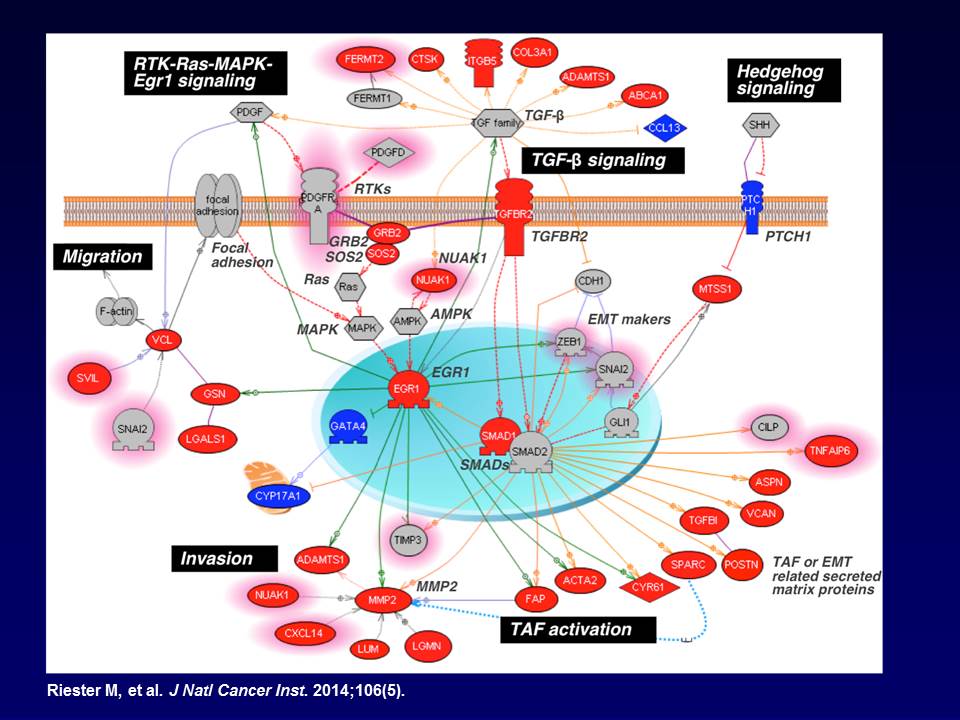 RTK-Ras-MAPK-
Egr1 signaling
FERMT2
CTSK
ITGB5
COL3A1
ADAMTS1
ABCA1
Hedgehog
signaling
PDGF
FERMT1
TGF family
TGF-β
CCL13
SHH
PDGFD
TGF-β signaling
focal
adhesion
PDGFR
A
RTKs
TGFBR2
PTC
H1
PTCH1
GRB2
GRB2
SOS2
SOS2
TGFBR2
Focal
adhesion
Migration
NUAK1
NUAK1
Ras
Ras
CDH1
MTSS1
F-actin
MAPK
MAPK
AMPK
AMPK
EMT makers
VCL
ZEB1
SNAI2
SVIL
EGR1
EGR1
GSN
SNAI2
LGALS1
GATA4
SMAD1
SMAD2
SMADs
GLI1
CILP
TNFAIP6
CYP17A1
ASPN
VCAN
TGFBI
TIMP3
Invasion
ADAMTS1
ACTA2
CYR61
SPARC
POSTN
TAF or EMT
related secreted
matrix proteins
NUAK1
MMP2
MMP2
FAP
CXCL14
TAF activation
LUM
LGMN
Riester M, et al. J Natl Cancer Inst. 2014;106(5).